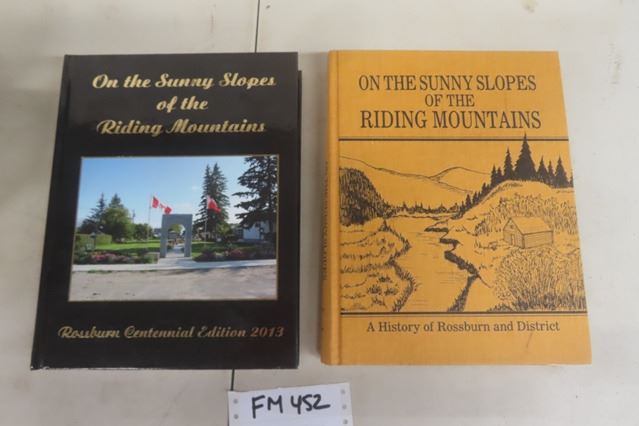 On the Sunny Slopes
of the
Riding Mountains
Rossburn Centennial Edition 2013
ON THE SUNNY SLOPES
OF THE
RIDING MOUNTAINS
A History of Rossburn and District
FM 452